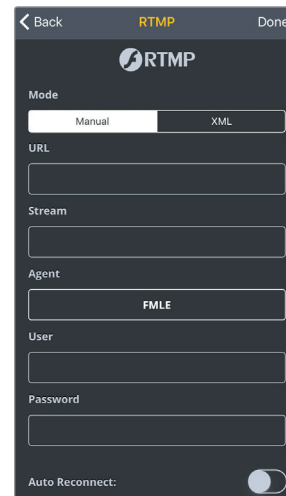 Back RTMP Done
RTMP
Mode
Manual XML
URL
Stream
Agent
FMLE
User
Password
Auto Reconnect: